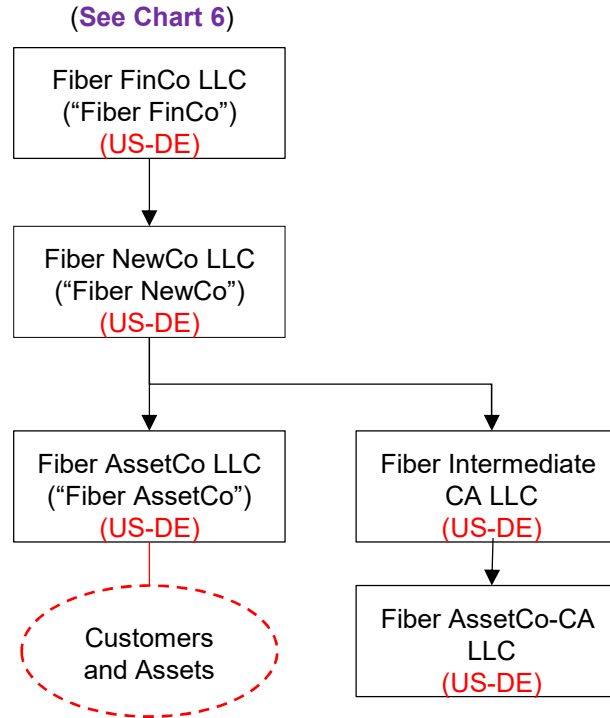 (See Chart 6)
Fiber FinCo LLC
(“Fiber FinCo”)
(US-DE)
Fiber NewCo LLC
(“Fiber NewCo”)
(US-DE)
Fiber AssetCo LLC
(“Fiber AssetCo”)
(US-DE)
Fiber Intermediate
CA LLC
(US-DE)
Customers
and Assets
Fiber AssetCo-CA
LLC
(US-DE)